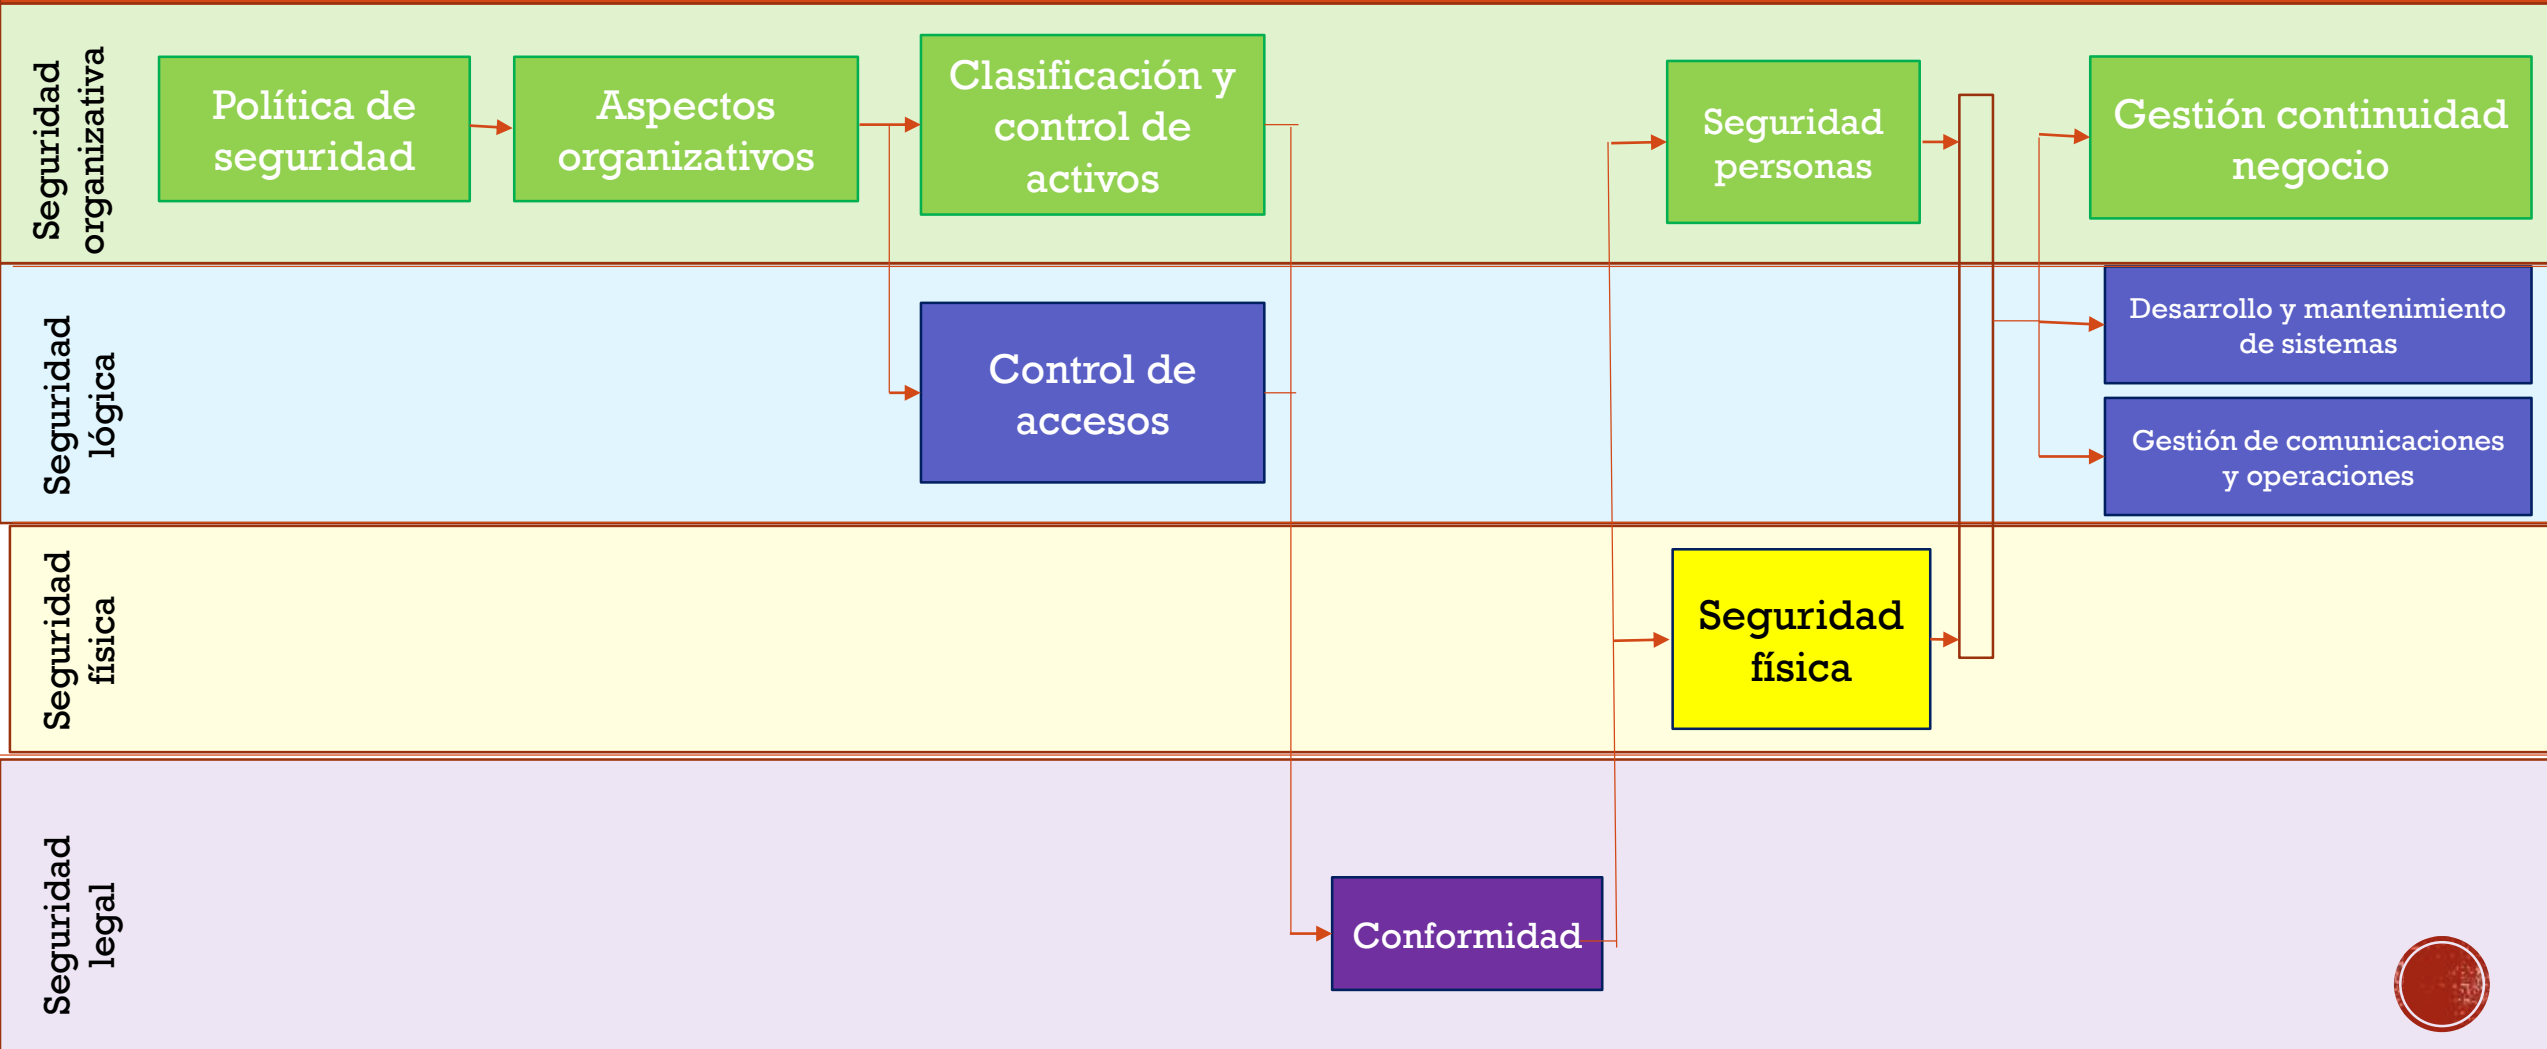 Seguridad
organizativa
Política de
seguridad
Aspectos
organizativos
Clasificación y
control de
activos
Seguridad
personas
Gestión continuidad
negocio
Seguridad
lógica
Control de
accesos
Desarrollo y mantenimiento
de sistemas
Gestión de comunicaciones
y operaciones
Seguridad
física
Seguridad
física
Seguridad
legal
Conformidad